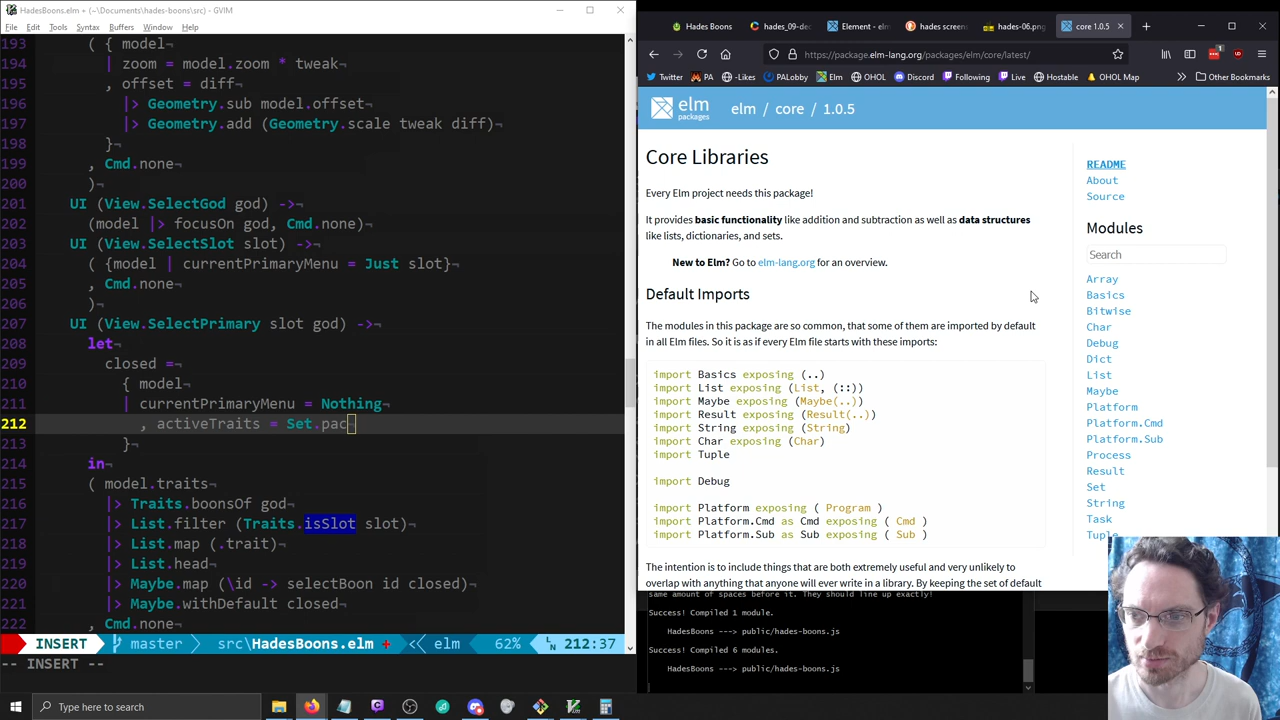 HadesBoons.elm + (~\Documents\hades-boons\src) - GVIM
File Edit Tools Syntax Buffers Window Help
193 ( { model¬
194 | zoom = model.zoom * tweak¬
195 , offset = diff¬
196 |> Geometry.sub model.offset¬
197 |> Geometry.add (Geometry.scale tweak diff)¬
198 }¬
199 , Cmd.none¬
200 )¬
201 UI (View.SelectGod god) ->¬
202 (model |> focusOn god, Cmd.none)¬
203 UI (View.SelectSlot slot) ->¬
204 ( {model | currentPrimaryMenu = Just slot}¬
205 , Cmd.none¬
206 )¬
207 UI (View.SelectPrimary slot god) ->¬
208 let¬
209 closed =¬
210 { model¬
211 | currentPrimaryMenu = Nothing¬
212 , activeTraits = Set.pac¬
213 }¬
214 in¬
215 ( model.traits¬
216 |> Traits.boonsOf god¬
217 |> List.filter (Traits.isSlot slot)¬
218 |> List.map (.trait)¬
219 |> List.head¬
220 |> Maybe.map (\id -> selectBoon id closed)¬
221 |> Maybe.withDefault closed¬
222 , Cmd.none¬
INSERT master src\HadesBoons.elm + << elm 62% LN 212:37
-- INSERT --
Hades Boons hades_09-dec Element - elm hades screens hades-06.png core 1.0.5
https://package.elm-lang.org/packages/elm/core/latest/
Twitter PA -Likes PALobby Elm OHOL Discord Following Live Hostable OHOL Map Other Bookmarks
elm packages elm / core / 1.0.5
Core Libraries
Every Elm project needs this package!
It provides basic functionality like addition and subtraction as well as data structures
like lists, dictionaries, and sets.
New to Elm? Go to elm-lang.org for an overview.
Default Imports
The modules in this package are so common, that some of them are imported by default
in all Elm files. So it is as if every Elm file starts with these imports:
import Basics exposing (..)
import List exposing (List, (::))
import Maybe exposing (Maybe(..))
import Result exposing (Result(..))
import String exposing (String)
import Char exposing (Char)
import Tuple
import Debug
import Platform exposing ( Program )
import Platform.Cmd as Cmd exposing ( Cmd )
import Platform.Sub as Sub exposing ( Sub )
The intention is to include things that are both extremely useful and very unlikely to
overlap with anything that anyone will ever write in a library. By keeping the set of default
README
About
Source
Modules
Search
Array
Basics
Bitwise
Char
Debug
Dict
List
Maybe
Platform
Platform.Cmd
Platform.Sub
Process
Result
Set
String
Task
Tuple
same amount of spaces before it. They should line up exactly!
Success! Compiled 1 module.
HadesBoons ---> public/hades-boons.js
Success! Compiled 6 modules.
HadesBoons ---> public/hades-boons.js
Type here to search